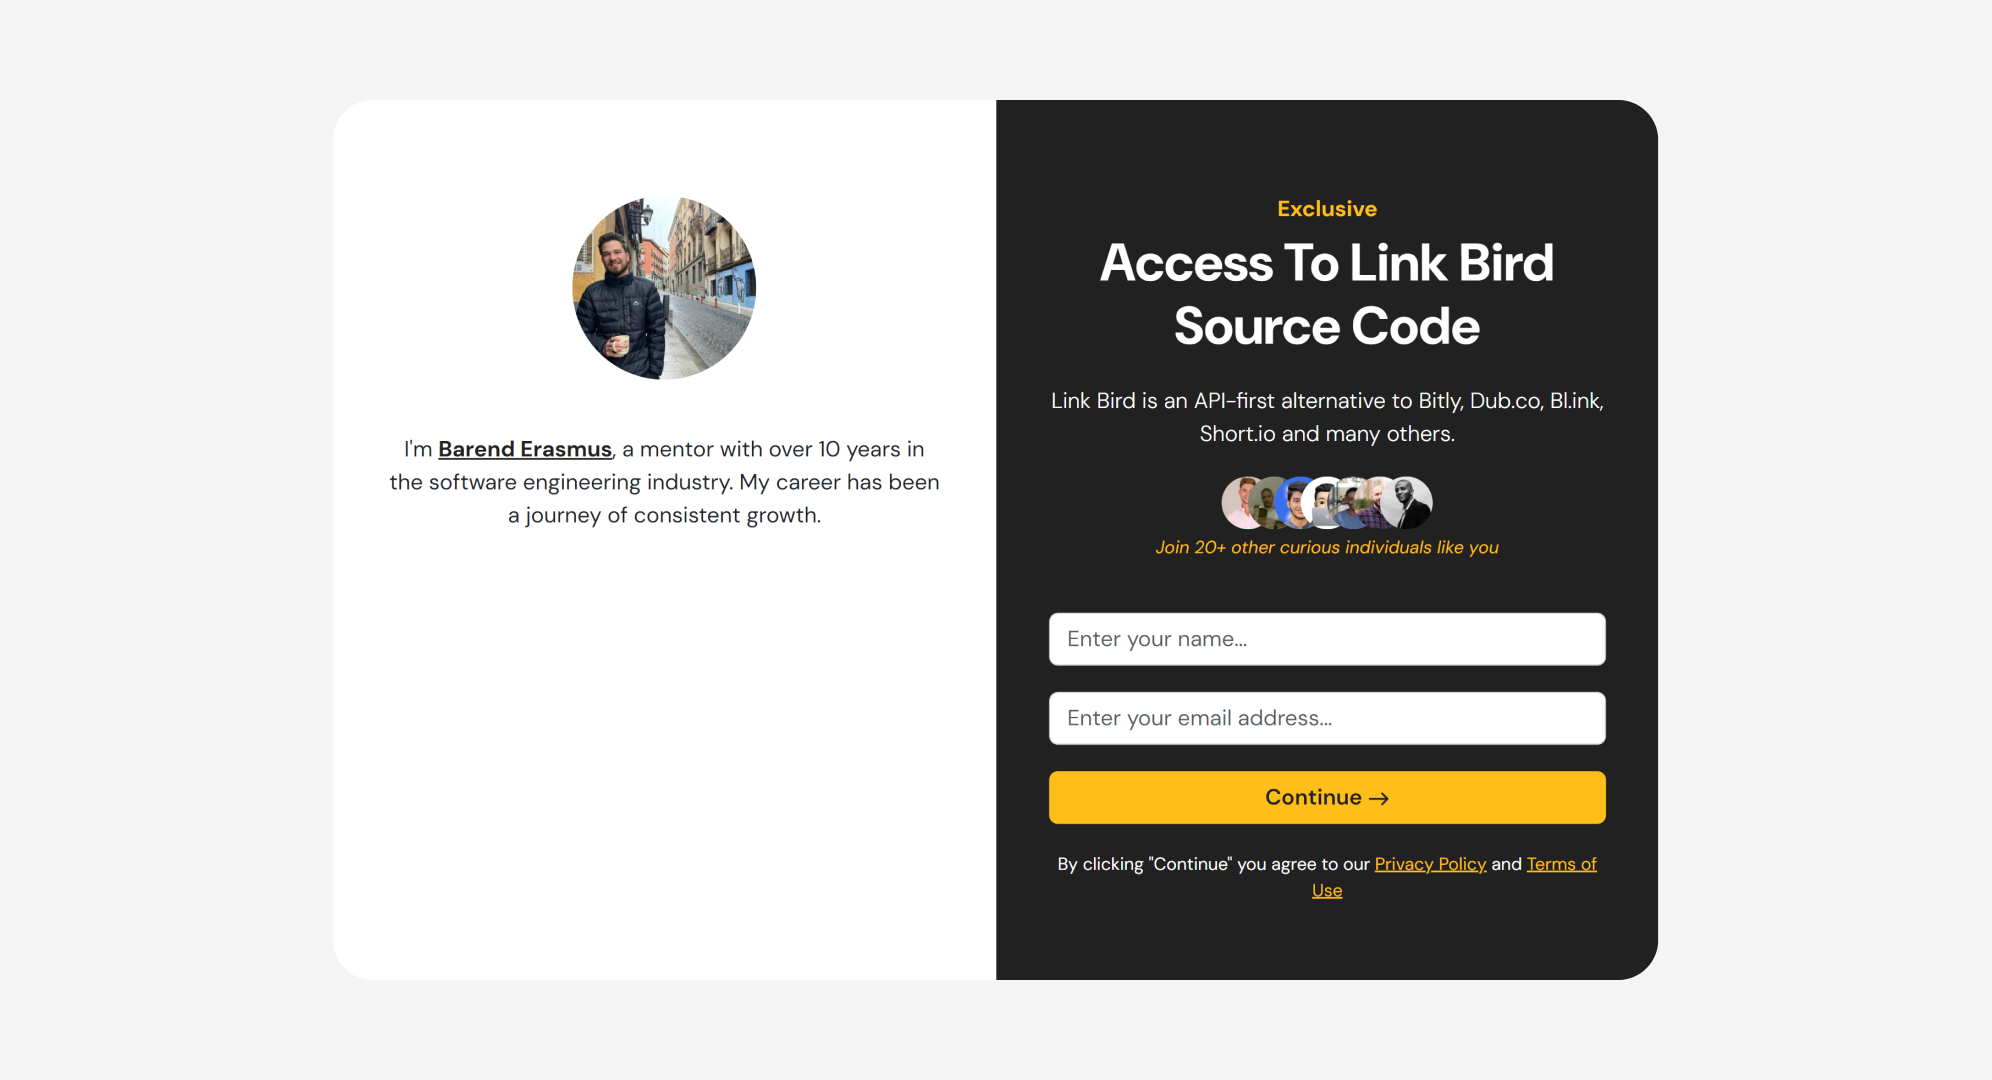 I'm Barend Erasmus, a mentor with over 10 years in
the software engineering industry. My career has been
a journey of consistent growth.
Exclusive
Access To Link Bird
Source Code
Link Bird is an API-first alternative to Bitly, Dub.co, Bl.ink,
Short.io and many others.
Join 20+ other curious individuals like you
Enter your name...
Enter your email address...
Continue →
By clicking "Continue" you agree to our Privacy Policy and Terms of
Use